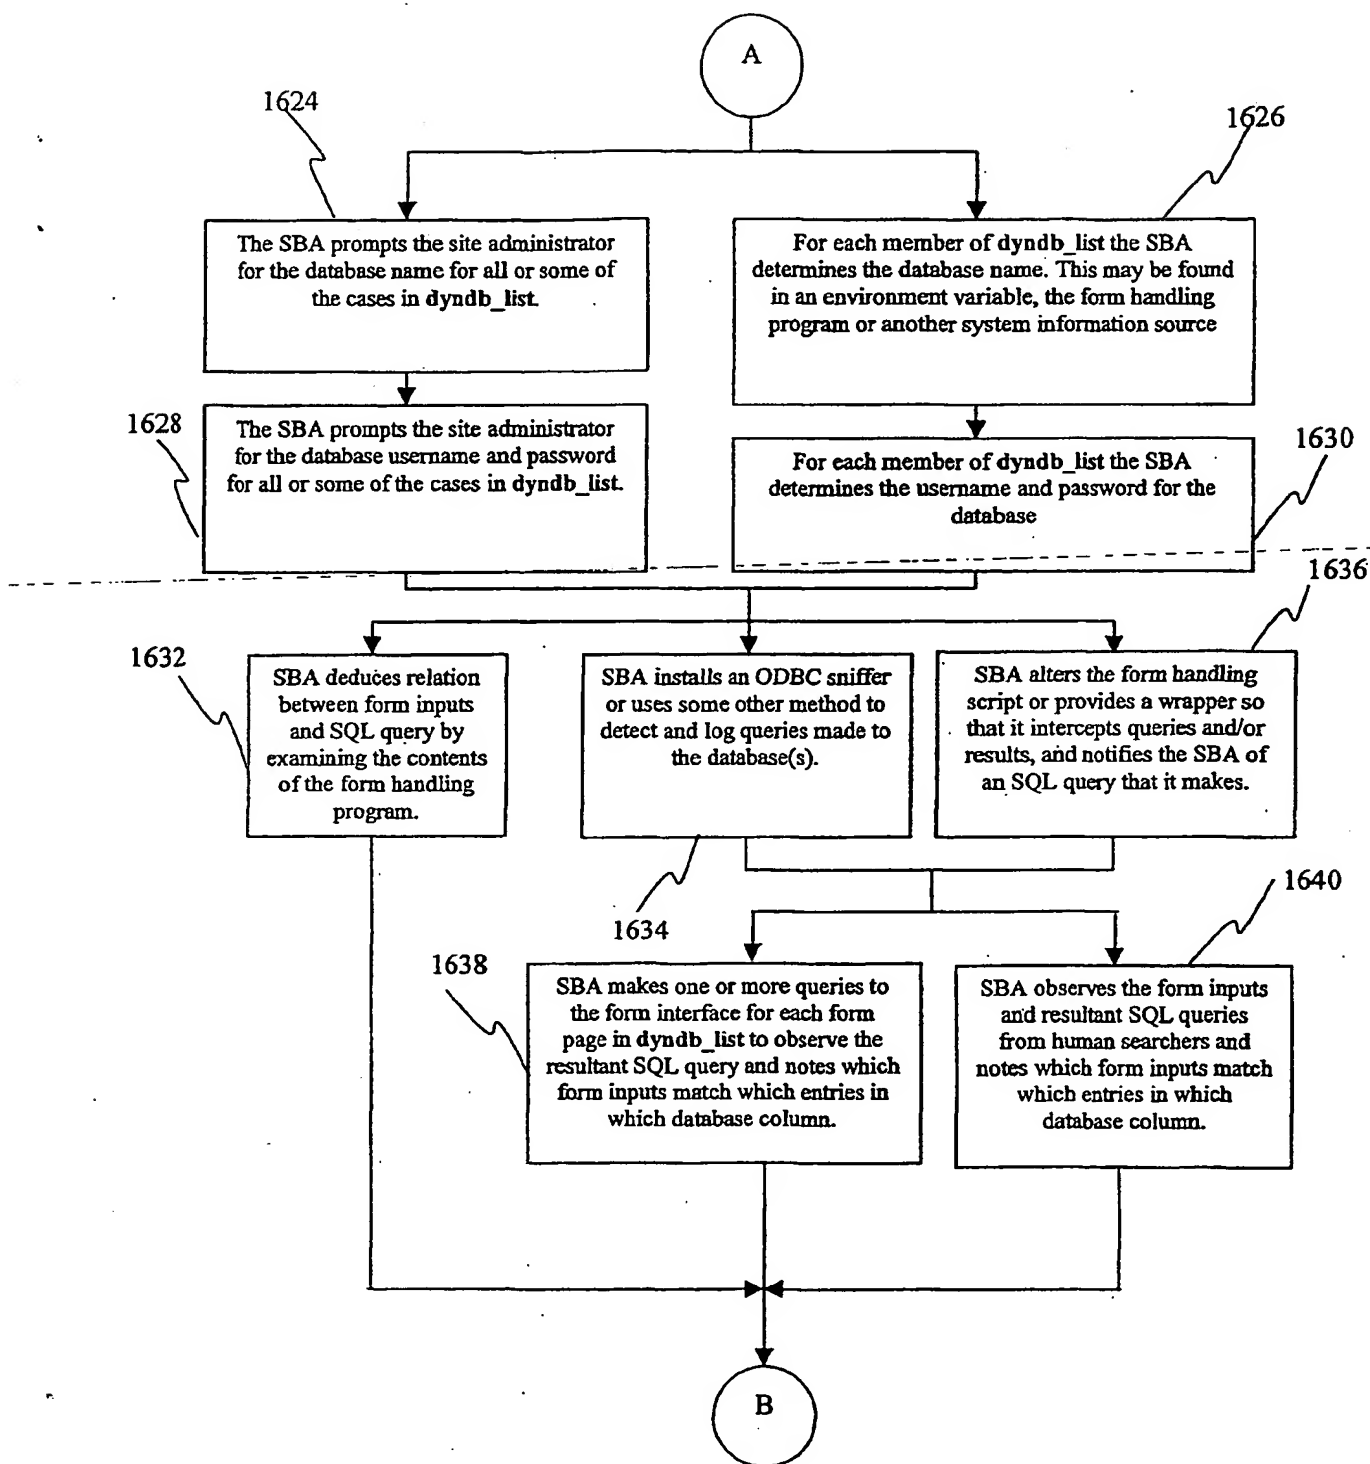 A
1624
1626
The SBA prompts the site administrator
for the database name for all or some of
the cases in dyndb_list.
For each member of dyndb_list the SBA
determines the database name. This may be found
in an environment variable, the form handling
program or another system information source
1628
The SBA prompts the site administrator
for the database username and password
for all or some of the cases in dyndb_list.
1630
For each member of dyndb_list the SBA
determines the username and password for the
database
1636
1632
SBA deduces relation
between form inputs
and SQL query by
examining the contents
of the form handling
program.
SBA installs an ODBC sniffer
or uses some other method to
detect and log queries made to
the database(s).
SBA alters the form handling
script or provides a wrapper so
that it intercepts queries and/or
results, and notifies the SBA of
an SQL query that it makes.
1634
1640
1638
SBA makes one or more queries to
the form interface for each form
page in dyndb_list to observe the
resultant SQL query and notes which
form inputs match which entries in
which database column.
SBA observes the form inputs
and resultant SQL queries
from human searchers and
notes which form inputs match
which entries in which
database column.
B